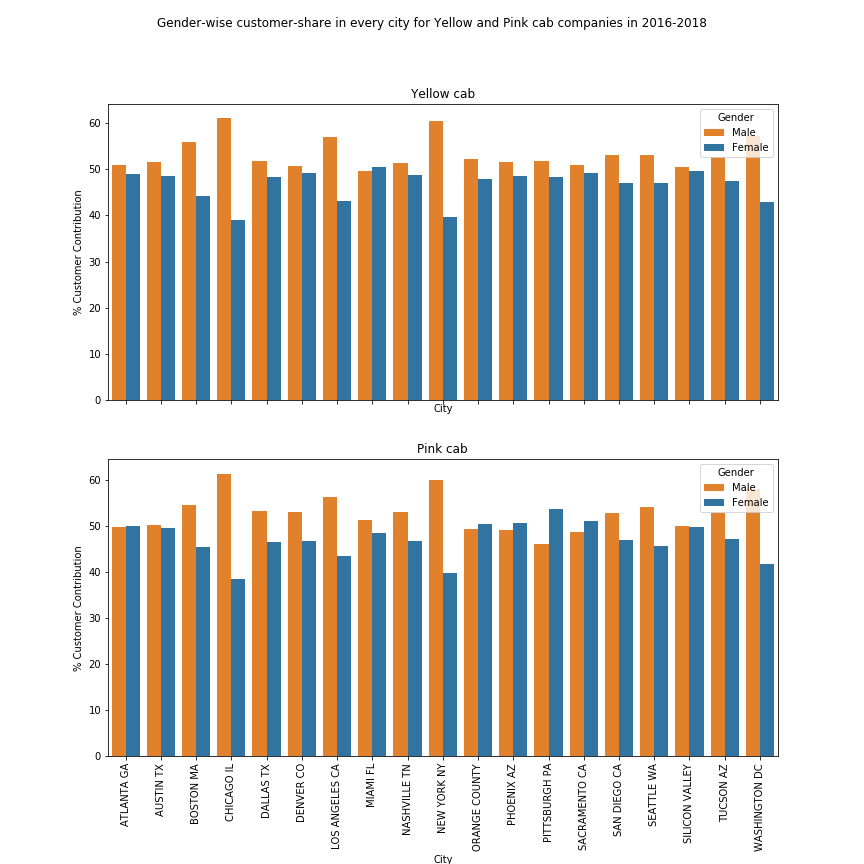 Gender-wise customer-share in every city for Yellow and Pink cab companies in 2016-2018
Yellow cab
% Customer Contribution
60
50
40
30
20
10
0
City
Gender
Male
Female
Pink cab
% Customer Contribution
60
50
40
30
20
10
0
Gender
Male
Female
ATLANTA GA
AUSTIN TX
BOSTON MA
CHICAGO IL
DALLAS TX
DENVER CO
LOS ANGELES CA
MIAMI FL
NASHVILLE TN
NEW YORK NY
ORANGE COUNTY
PHOENIX AZ
PITTSBURGH PA
SACRAMENTO CA
SAN DIEGO CA
SEATTLE WA
SILICON VALLEY
TUCSON AZ
WASHINGTON DC
City